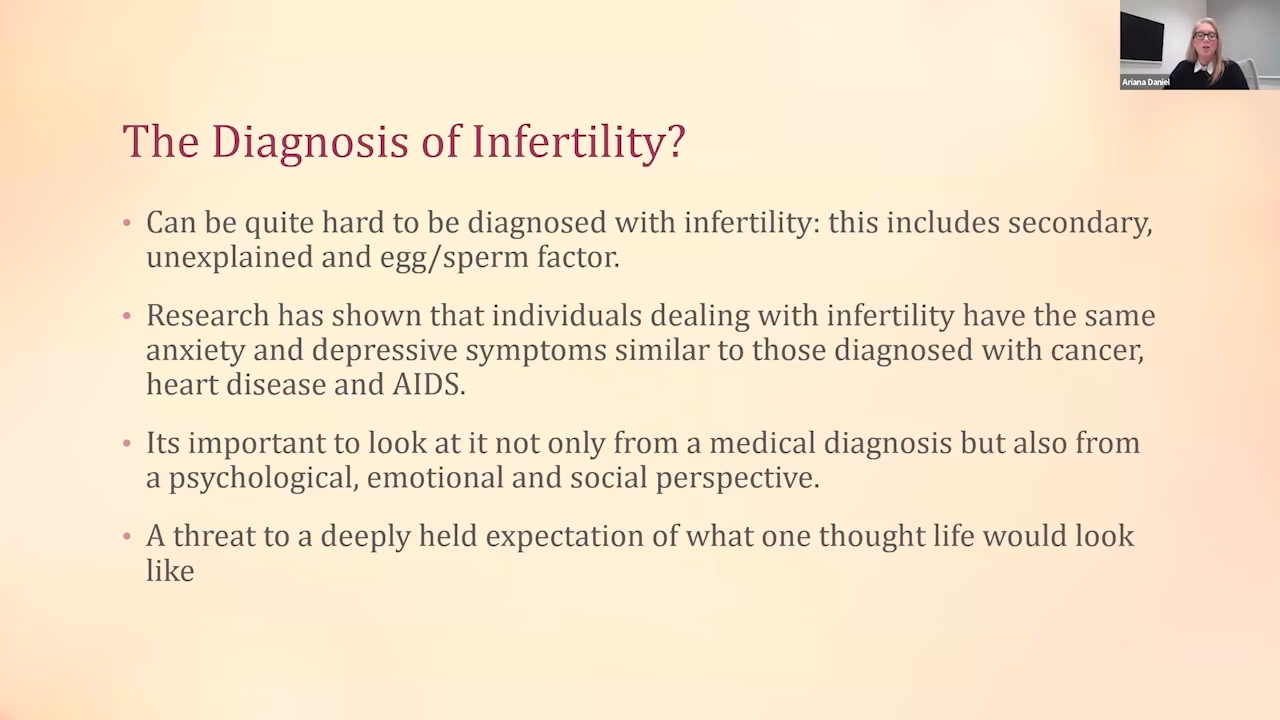 Ariana Daniel
The Diagnosis of Infertility?
• Can be quite hard to be diagnosed with infertility: this includes secondary,
unexplained and egg/sperm factor.
• Research has shown that individuals dealing with infertility have the same
anxiety and depressive symptoms similar to those diagnosed with cancer,
heart disease and AIDS.
• Its important to look at it not only from a medical diagnosis but also from
a psychological, emotional and social perspective.
• A threat to a deeply held expectation of what one thought life would look
like